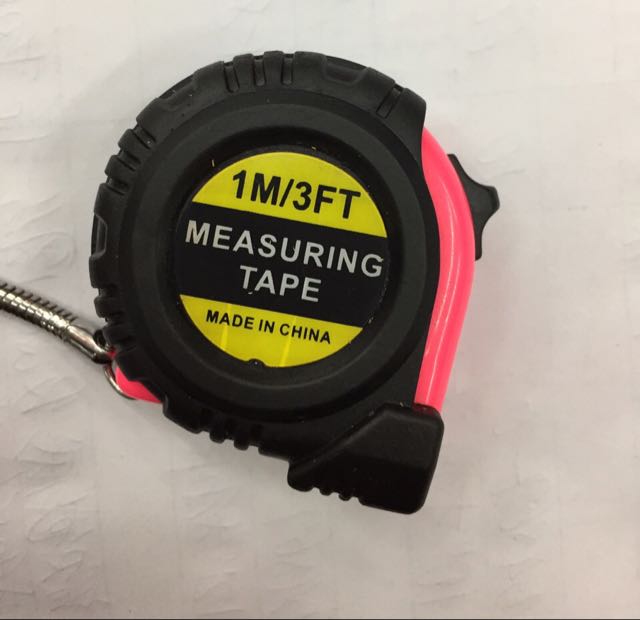 1M/3FT
MEASURING
TAPE
MADE IN CHINA